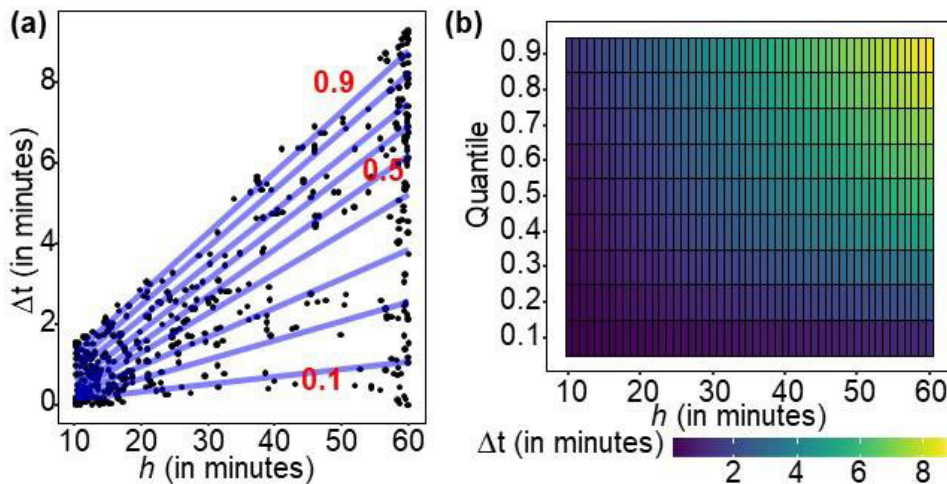 (a)
Δt (in minutes)
8
6
4
2
0
0.9
0.5
0.1
10 20 30 40 50 60
h (in minutes)
(b)
Quantile
0.9
0.8
0.7
0.6
0.5
0.4
0.3
0.2
0.1
10 20 30 40 50 60
h (in minutes)
Δt (in minutes)
2 4 6 8